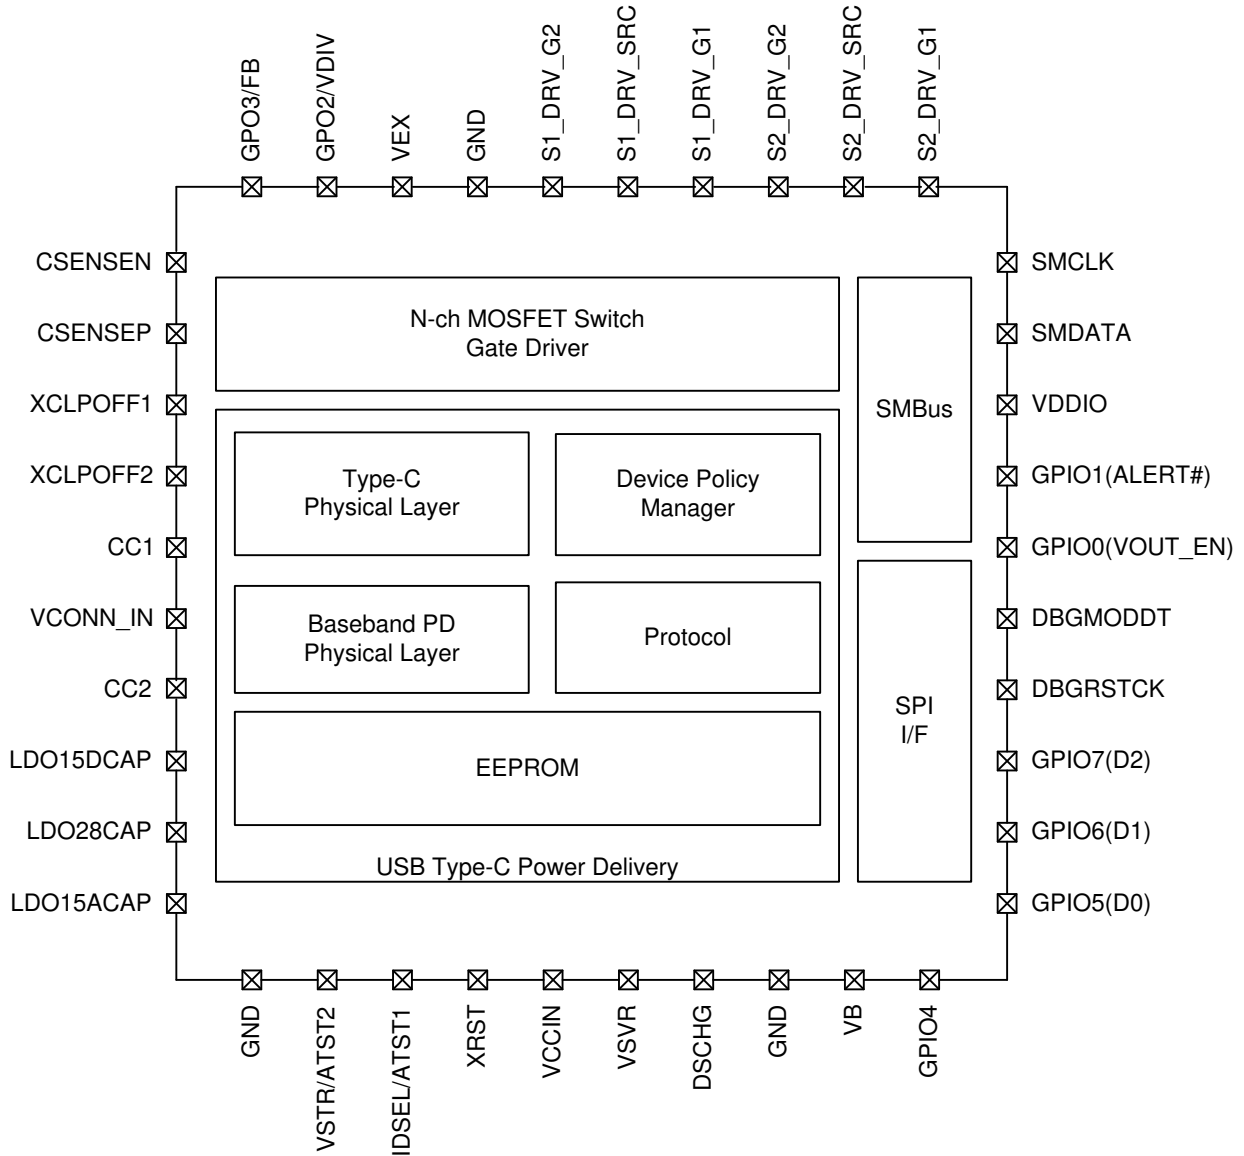 GPO3/FB
GPO2/VDIV
VEX
GND
S1_DRV_G2
S1_DRV_SRC
S1_DRV_G1
S2_DRV_G2
S2_DRV_SRC
S2_DRV_G1
CSENSEN
CSENSEP
XCLPOFF1
XCLPOFF2
CC1
VCONN_IN
CC2
LDO15DCAP
LDO28CAP
LDO15ACAP
N-ch MOSFET Switch
Gate Driver
Type-C
Physical Layer
Device Policy
Manager
Baseband PD
Physical Layer
Protocol
EEPROM
USB Type-C Power Delivery
SMBus
SPI
I/F
SMCLK
SMDATA
VDDIO
GPIO1(ALERT#)
GPIO0(VOUT_EN)
DBGMODDT
DBGRSTCK
GPIO7(D2)
GPIO6(D1)
GPIO5(D0)
GND
VSTR/ATST2
IDSEL/ATST1
XRST
VCCIN
VSVR
DSCHG
GND
VB
GPIO4